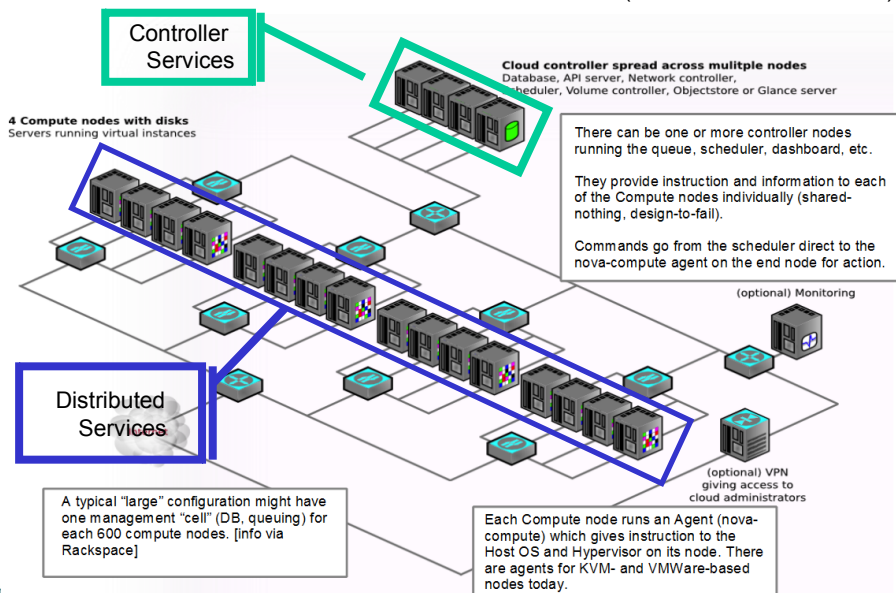 Controller
Services
Cloud controller spread across mulitple nodes
Database, API server, Network controller,
Scheduler, Volume controller, Objectstore or Glance server
4 Compute nodes with disks
Servers running virtual instances
There can be one or more controller nodes
running the queue, scheduler, dashboard, etc.
They provide instruction and information to each
of the Compute nodes individually (shared-
nothing, design-to-fail).
Commands go from the scheduler direct to the
nova-compute agent on the end node for action.
(optional) Monitoring
Distributed
Services
(optional) VPN
giving access to
cloud administrators
A typical “large” configuration might have
one management “cell” (DB, queuing) for
each 600 compute nodes. [info via
Rackspace]
Each Compute node runs an Agent (nova-
compute) which gives instruction to the
Host OS and Hypervisor on its node. There
are agents for KVM- and VMWare-based
nodes today.